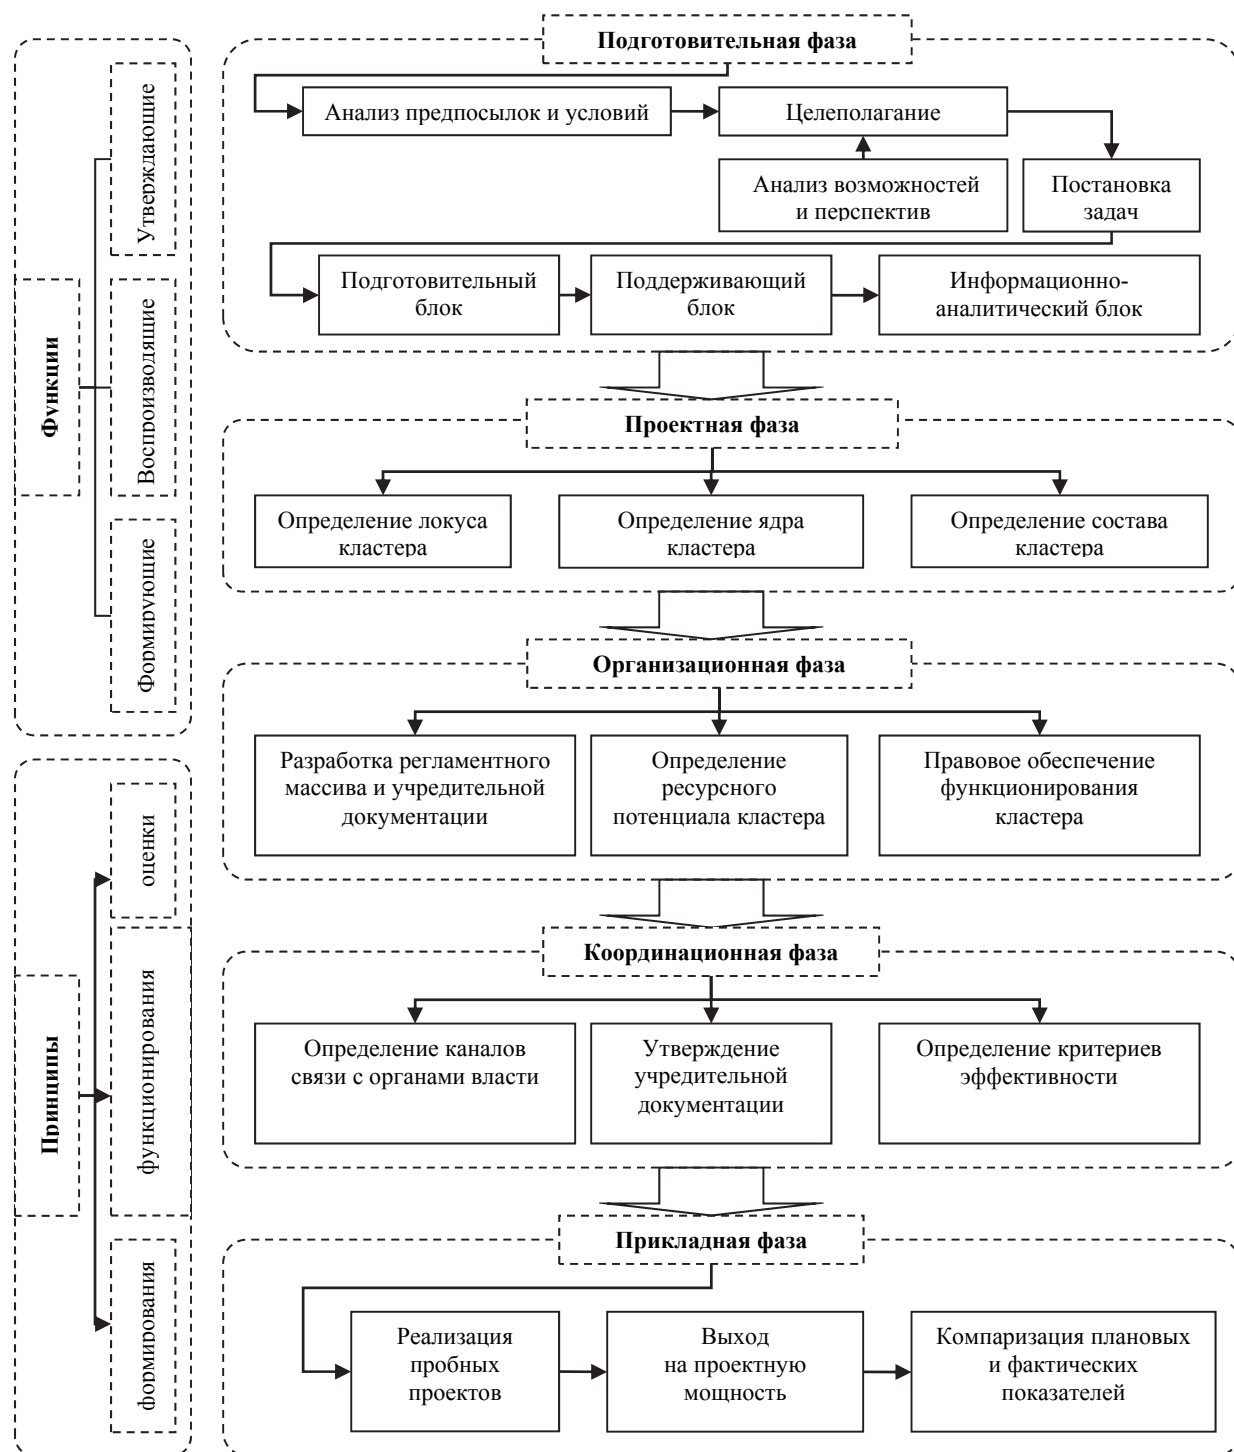 Функции
Утверждающие
Воспроизводящие
Формирующие
Принципы
оценки
функционирования
формирования
Подготовительная фаза
Анализ предпосылок и условий
Целеполагание
Анализ возможностей
и перспектив
Постановка
задач
Подготовительный
блок
Поддерживающий
блок
Информационно-
аналитический блок
Проектная фаза
Определение локуса
кластера
Определение ядра
кластера
Определение состава
кластера
Организационная фаза
Разработка регламентного
массива и учредительной
документации
Определение
ресурсного
потенциала кластера
Правовое обеспечение
функционирования
кластера
Координационная фаза
Определение каналов
связи с органами власти
Утверждение
учредительной
документации
Определение критериев
эффективности
Прикладная фаза
Реализация
пробных
проектов
Выход
на проектную
мощность
Компаризация плановых
и фактических
показателей